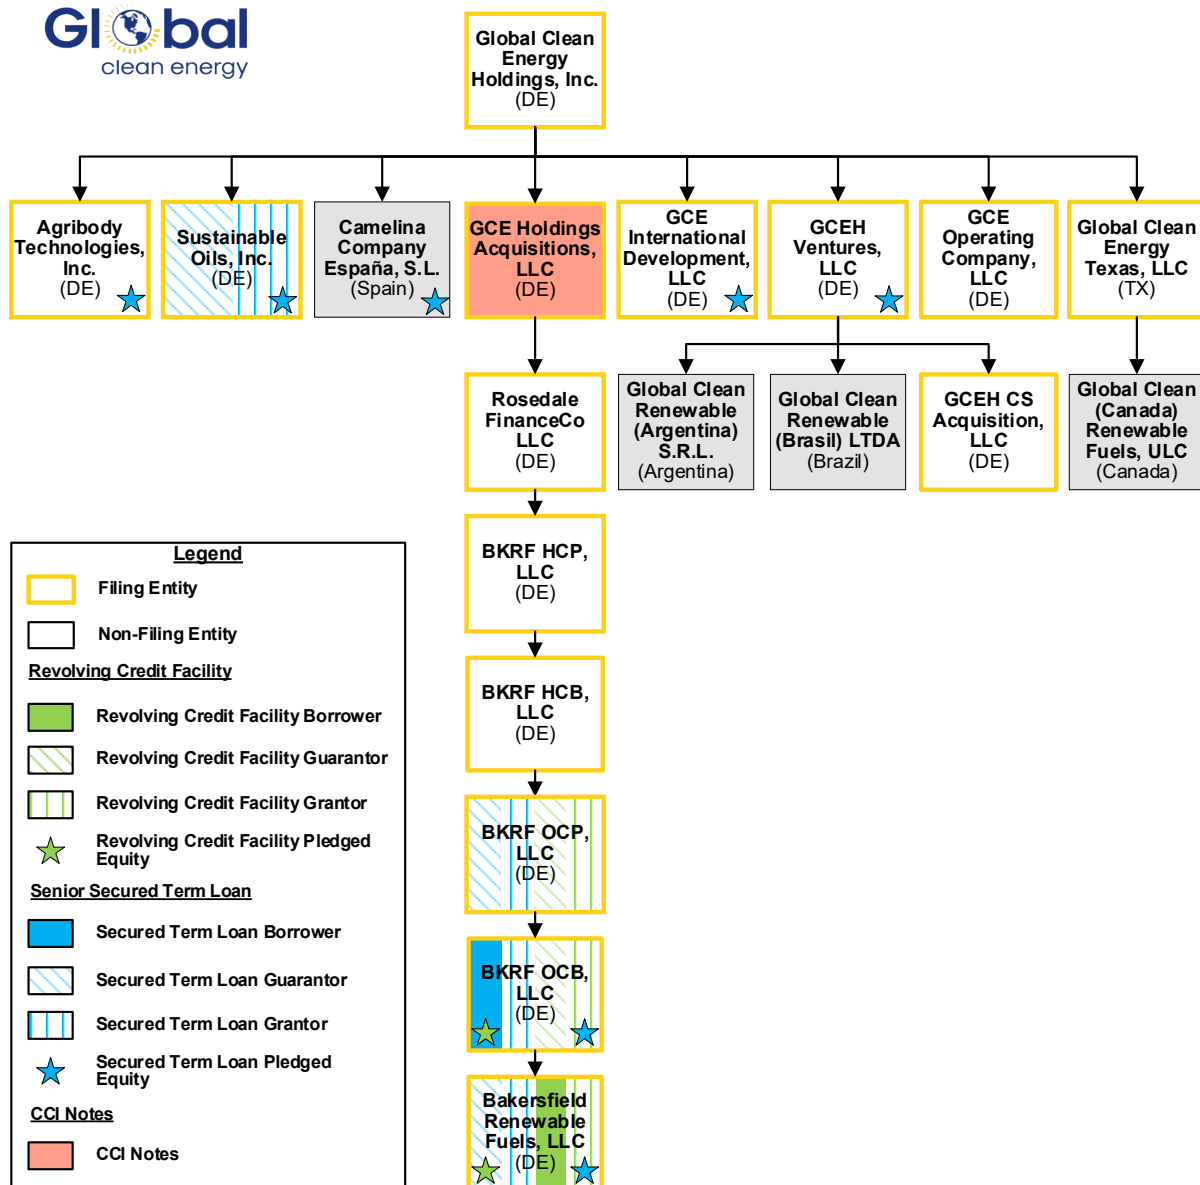 Global
clean energy
Global Clean
Energy
Holdings, Inc.
(DE)
Agribody
Technologies,
Inc.
(DE)
Sustainable
Oils, Inc.
(DE)
Camelina
Company
España, S.L.
(Spain)
GCE Holdings
Acquisitions,
LLC
(DE)
GCE
International
Development,
LLC
(DE)
GCEH
Ventures,
LLC
(DE)
GCE
Operating
Company,
LLC
(DE)
Global Clean
Energy
Texas, LLC
(TX)
Rosedale
FinanceCo
LLC
(DE)
Global Clean
Renewable
(Argentina)
S.R.L.
(Argentina)
Global Clean
Renewable
(Brasil) LTDA
(Brazil)
GCEH CS
Acquisition,
LLC
(DE)
Global Clean
(Canada)
Renewable
Fuels, ULC
(Canada)
BKRF HCP,
LLC
(DE)
BKRF HCB,
LLC
(DE)
BKRF OCP,
LLC
(DE)
BKRF OCB,
LLC
(DE)
Bakersfield
Renewable
Fuels, LLC
(DE)
Legend
Filing Entity
Non-Filing Entity
Revolving Credit Facility
Revolving Credit Facility Borrower
Revolving Credit Facility Guarantor
Revolving Credit Facility Grantor
Revolving Credit Facility Pledged
Equity
Senior Secured Term Loan
Secured Term Loan Borrower
Secured Term Loan Guarantor
Secured Term Loan Grantor
Secured Term Loan Pledged
Equity
CCI Notes
CCI Notes